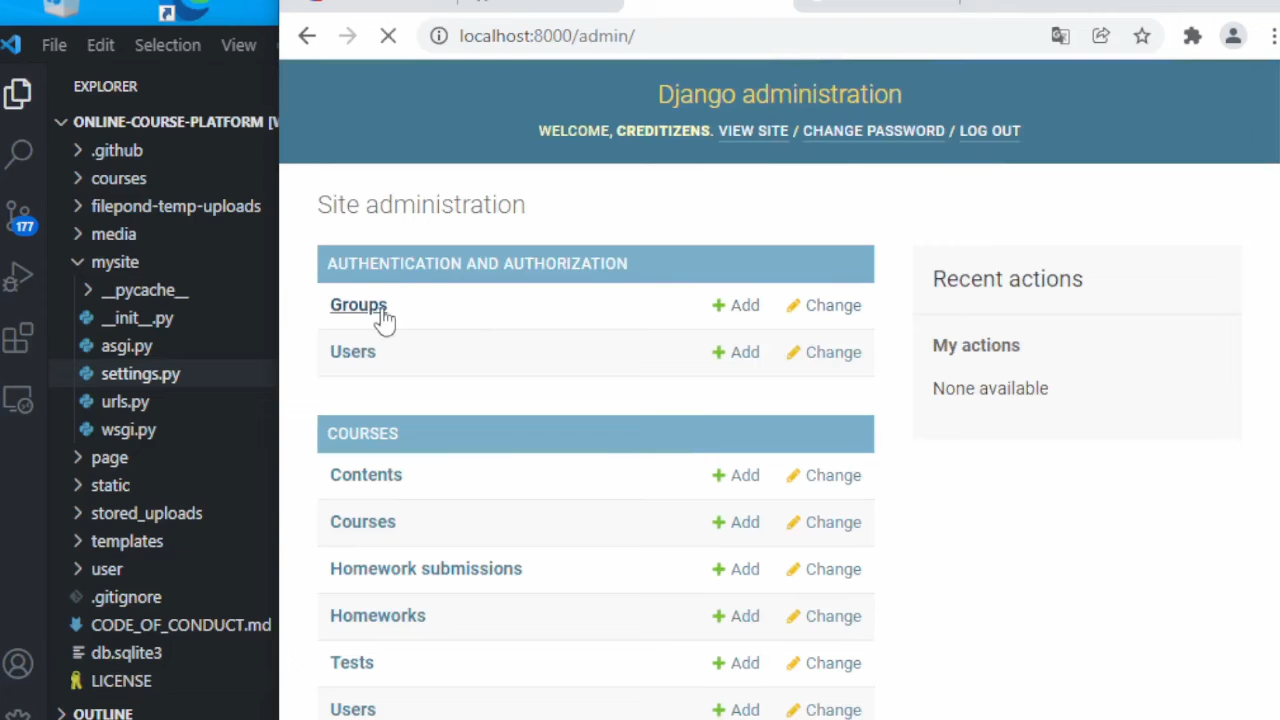 File Edit Selection View
localhost:8000/admin/
EXPLORER
ONLINE-COURSE-PLATFORM
.github
courses
filepond-temp-uploads
media
mysite
__pycache__
__init__.py
asgi.py
settings.py
urls.py
wsgi.py
page
static
stored_uploads
templates
user
.gitignore
CODE_OF_CONDUCT.md
db.sqlite3
LICENSE
OUTLINE
177
Django administration
WELCOME, CREDITIZENS. VIEW SITE / CHANGE PASSWORD / LOG OUT
Site administration
AUTHENTICATION AND AUTHORIZATION
Groups Add Change
Users Add Change
COURSES
Contents Add Change
Courses Add Change
Homework submissions Add Change
Homeworks Add Change
Tests Add Change
Users Add Change
Recent actions
My actions
None available